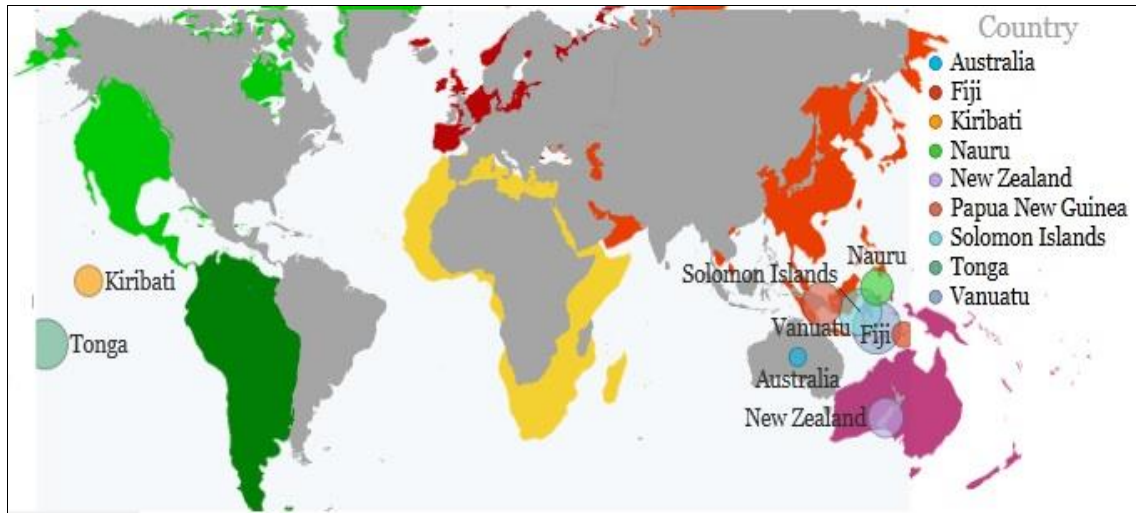 Country
Australia
Fiji
Kiribati
Nauru
New Zealand
Papua New Guinea
Solomon Islands
Tonga
Vanuatu
Nauru
Solomon Islands
Kiribati
Vanuatu
Fiji
Tonga
Australia
New Zealand